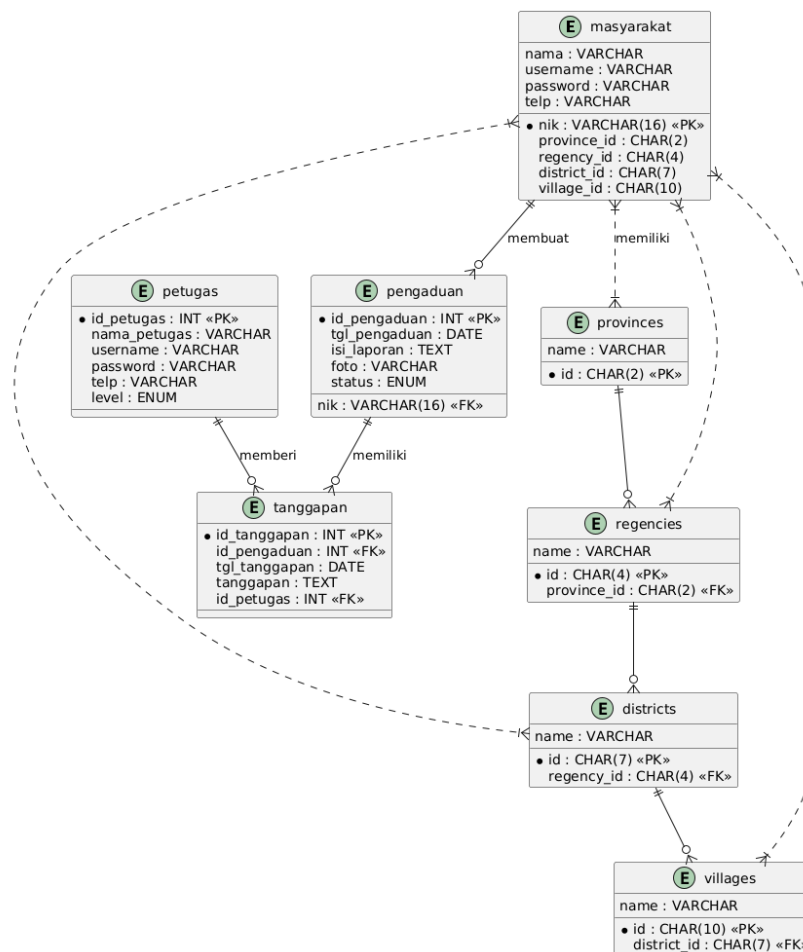 E masyarakat
nama : VARCHAR
username : VARCHAR
password : VARCHAR
telp : VARCHAR
nik : VARCHAR(16) «PK»
province_id : CHAR(2)
regency_id : CHAR(4)
district_id : CHAR(7)
village_id : CHAR(10)
membuat
memiliki
E petugas
id_petugas : INT «PK»
nama_petugas : VARCHAR
username : VARCHAR
password : VARCHAR
telp : VARCHAR
level : ENUM
E pengaduan
id_pengaduan : INT «PK»
tgl_pengaduan : DATE
isi_laporan : TEXT
foto : VARCHAR
status : ENUM
nik : VARCHAR(16) «FK»
E provinces
name : VARCHAR
id : CHAR(2) «PK»
memberi
memiliki
E tanggapan
id_tanggapan : INT «PK»
id_pengaduan : INT «FK»
tgl_tanggapan : DATE
tanggapan : TEXT
id_petugas : INT «FK»
E regencies
name : VARCHAR
id : CHAR(4) «PK»
province_id : CHAR(2) «FK»
E districts
name : VARCHAR
id : CHAR(7) «PK»
regency_id : CHAR(4) «FK»
E villages
name : VARCHAR
id : CHAR(10) «PK»
district_id : CHAR(7) «FK»